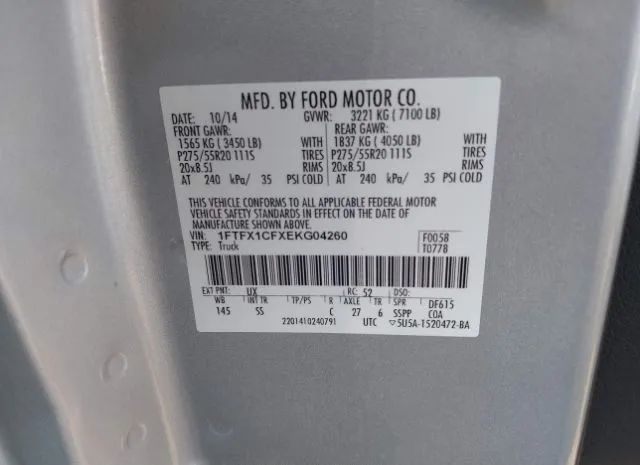 MFD. BY FORD MOTOR CO.
DATE: 10/14 GVWR: 3221 KG ( 7100 LB)
FRONT GAWR: REAR GAWR:
1565 KG ( 3450 LB) WITH 1837 KG ( 4050 LB) WITH
P275/55R20 111S TIRES P275/55R20 111S TIRES
20x8.5J RIMS 20x8.5J RIMS
AT 240 kPa/ 35 PSI COLD AT 240 kPa/ 35 PSI COLD
THIS VEHICLE CONFORMS TO ALL APPLICABLE FEDERAL MOTOR
VEHICLE SAFETY STANDARDS IN EFFECT ON THE DATE OF
MANUFACTURE SHOWN ABOVE.
VIN: 1FTFX1CFXEKG04260 F0058
TYPE: Truck T0778
EXT PNT: UX RC: 52 DSO:
WB INT TR TP/PS R AXLE TR SPR DF615
145 SS C 27 6 SSPP COA
2201410240791 UTC ▽5U5A-1520472-BA